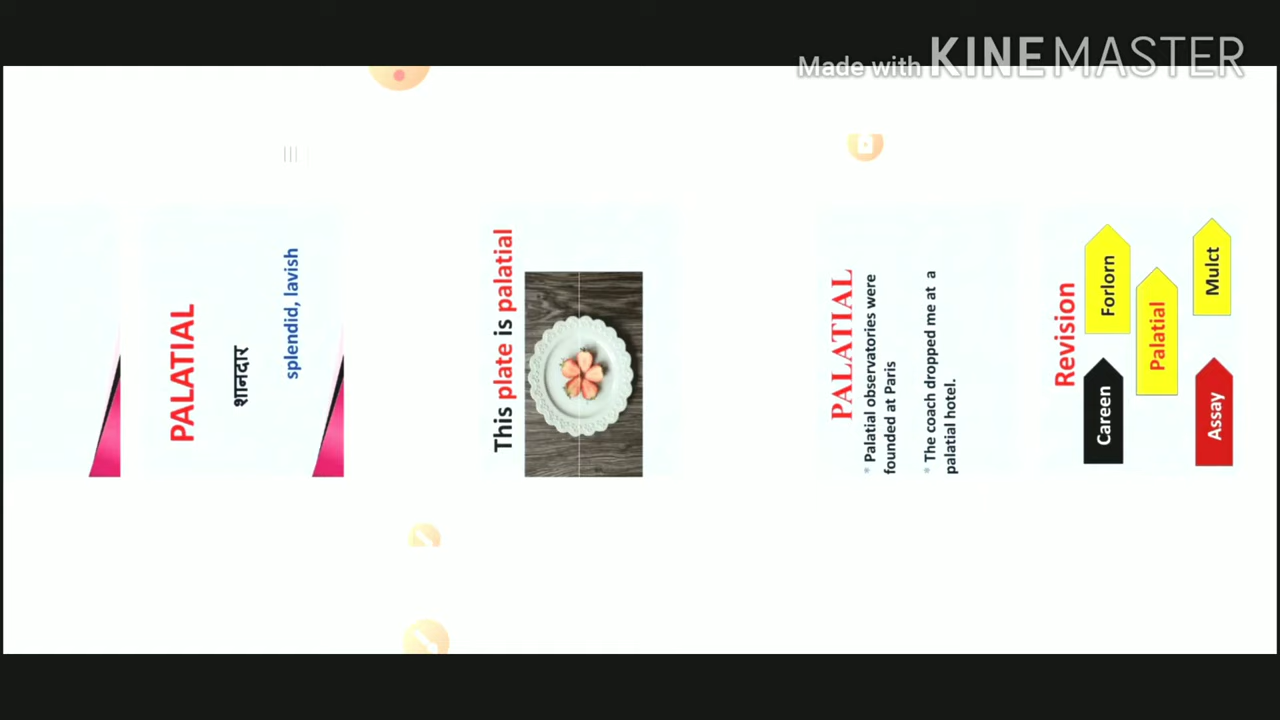 Made with KINEMASTER
PALATIAL
शानदार
splendid, lavish
This plate is palatial
PALATIAL
* Palatial observatories were
founded at Paris
* The coach dropped me at a
palatial hotel.
Revision
Careen
Forlorn
Palatial
Assay
Mulct